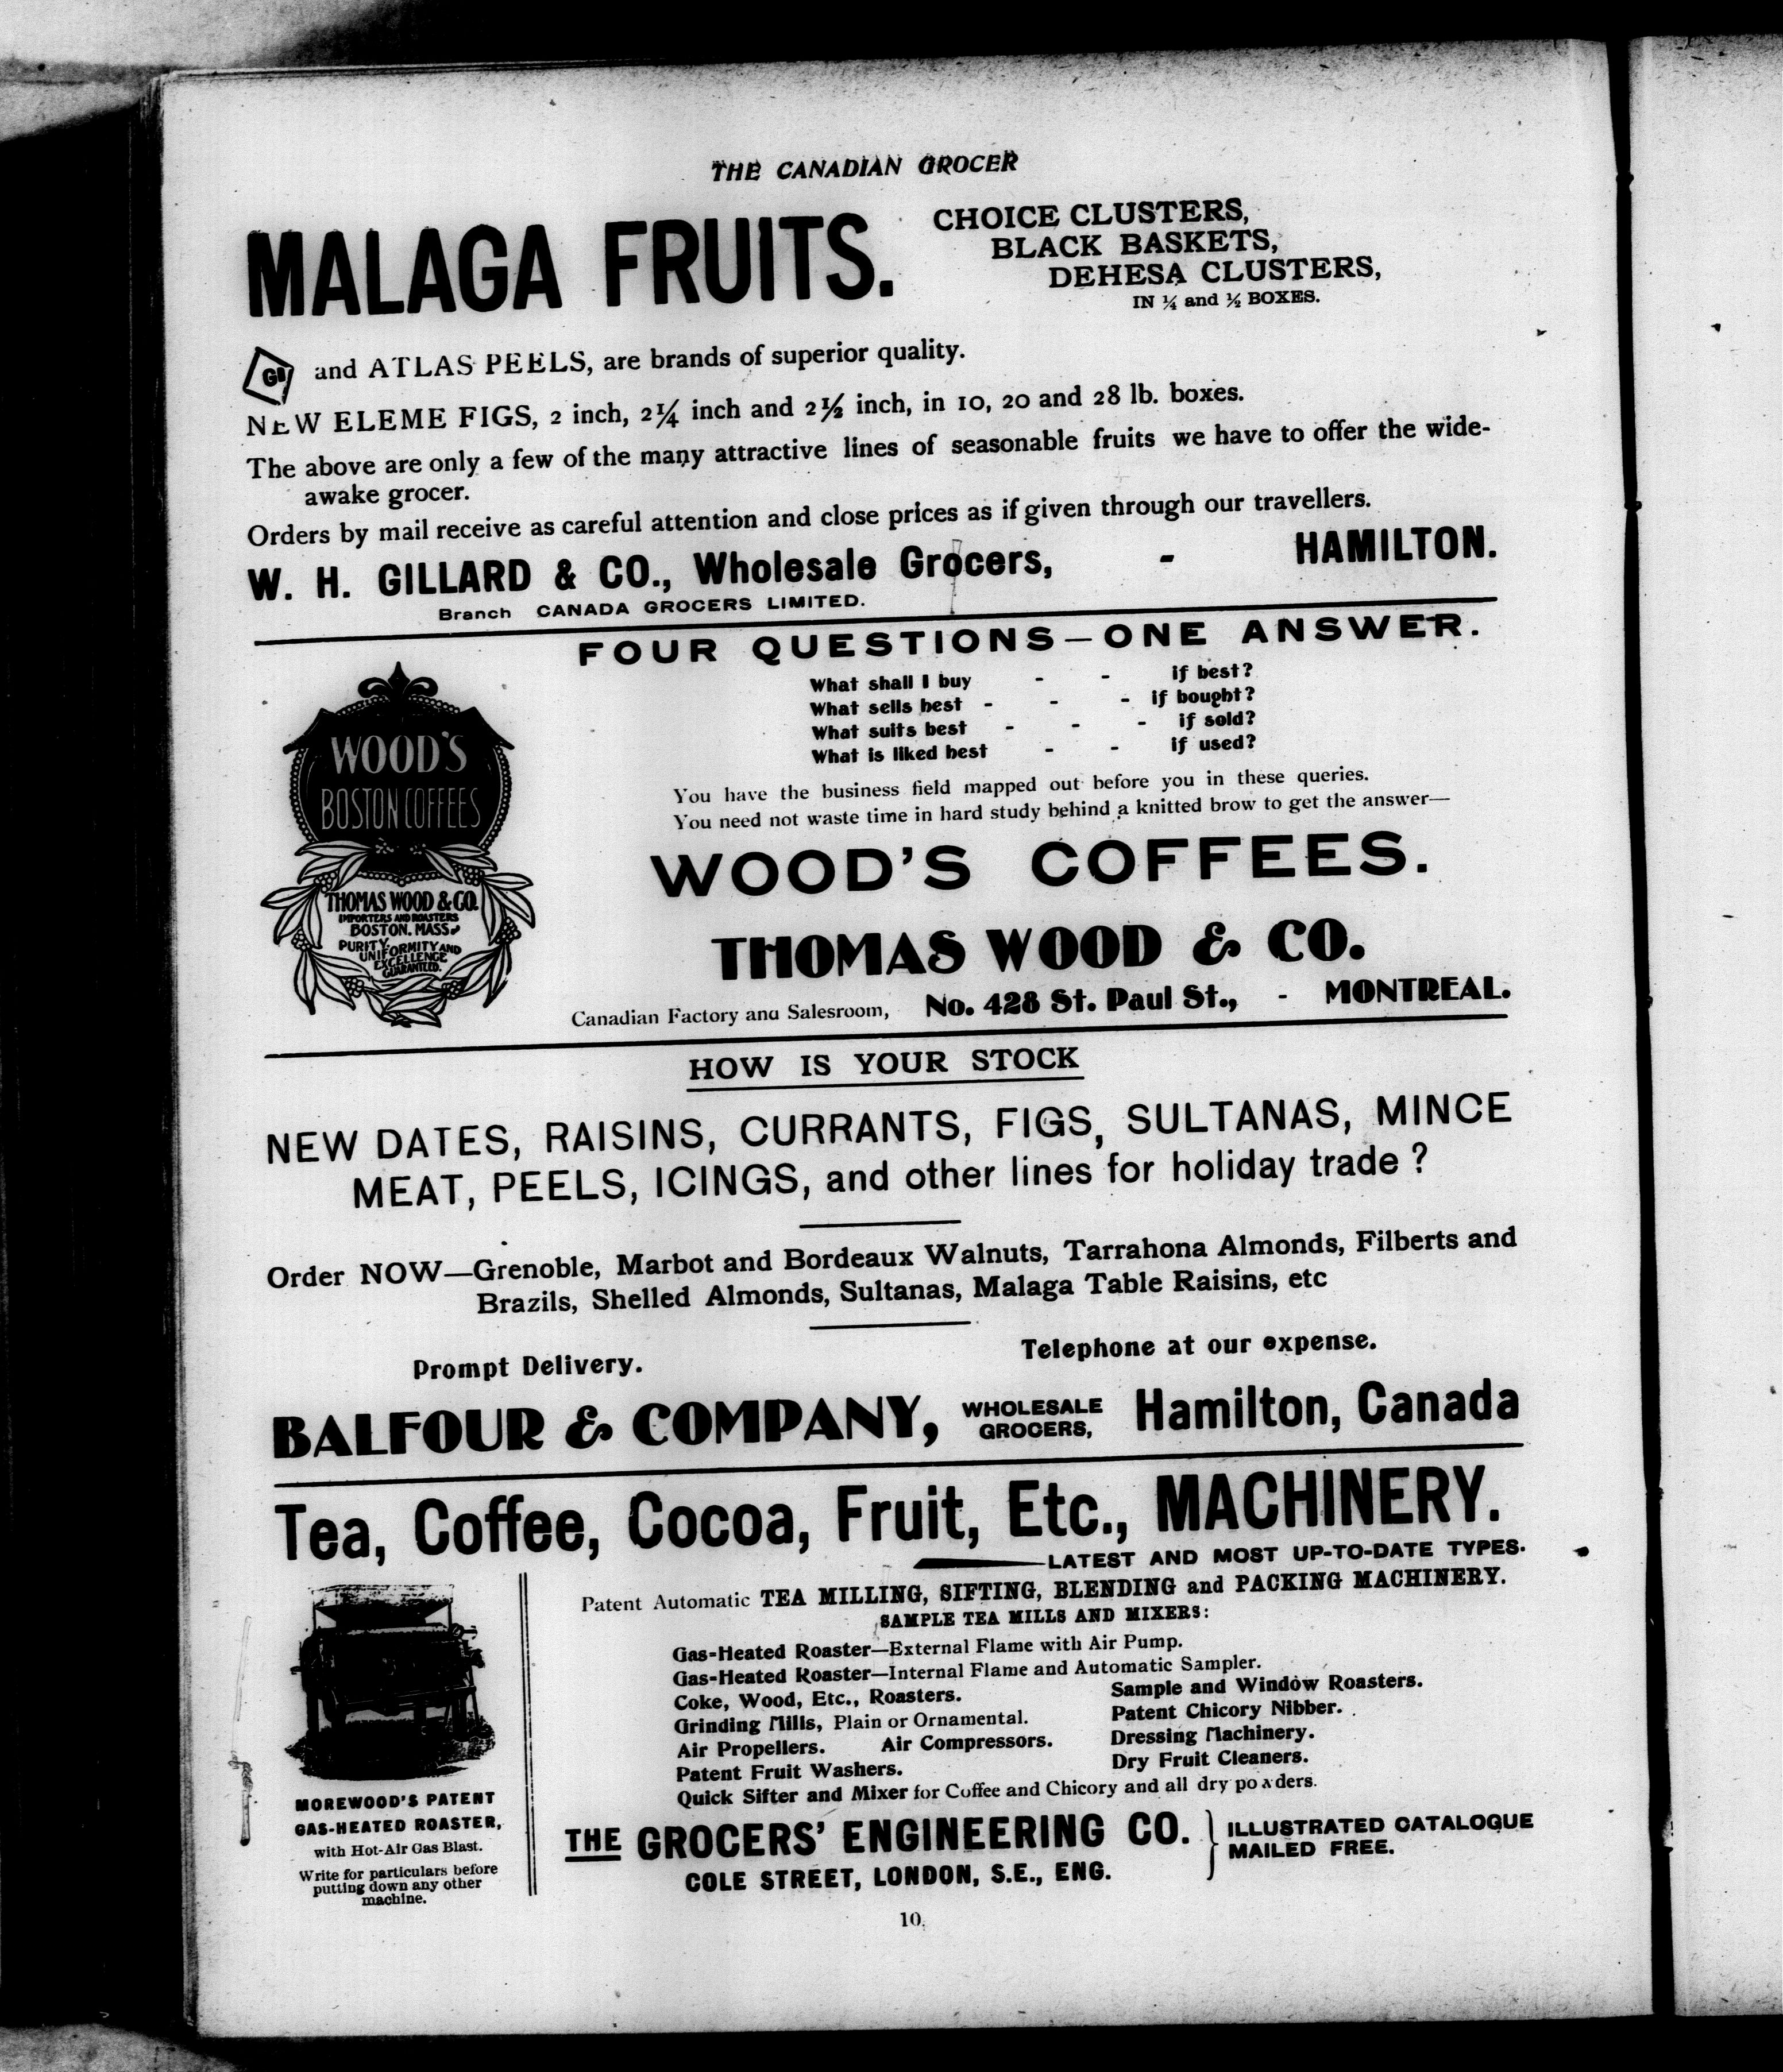 THE CANADIAN GROCER
MALAGA FRUITS.
CHOICE CLUSTERS,
BLACK BASKETS,
DEHESA CLUSTERS,
IN ¼ and ½ BOXES.
and ATLAS PEELS, are brands of superior quality.
NEW ELEME FIGS, 2 inch, 2¼ inch and 2½ inch, in 10, 20 and 28 lb. boxes.
The above are only a few of the many attractive lines of seasonable fruits we have to offer the wide-
awake grocer.
Orders by mail receive as careful attention and close prices as if given through our travellers.
W. H. GILLARD & CO., Wholesale Grocers, - HAMILTON.
Branch CANADA GROCERS LIMITED.
FOUR QUESTIONS—ONE ANSWER.
What shall I buy - - if best?
What sells best - - - if bought?
What suits best - - - if sold?
What is liked best - - if used?
You have the business field mapped out before you in these queries.
You need not waste time in hard study behind a knitted brow to get the answer—
WOOD'S COFFEES.
THOMAS WOOD & CO.
Canadian Factory and Salesroom, No. 428 St. Paul St., - MONTREAL.
WOOD'S
BOSTON COFFEES
THOMAS WOOD & CO.
IMPORTERS AND ROASTERS
BOSTON. MASS.
PURITY
UNIFORMITY AND
EXCELLENCE
GUARANTEED.
HOW IS YOUR STOCK
NEW DATES, RAISINS, CURRANTS, FIGS, SULTANAS, MINCE
MEAT, PEELS, ICINGS, and other lines for holiday trade ?
Order NOW—Grenoble, Marbot and Bordeaux Walnuts, Tarrahona Almonds, Filberts and
Brazils, Shelled Almonds, Sultanas, Malaga Table Raisins, etc
Prompt Delivery. Telephone at our expense.
BALFOUR & COMPANY, WHOLESALE GROCERS, Hamilton, Canada
Tea, Coffee, Cocoa, Fruit, Etc., MACHINERY.
LATEST AND MOST UP-TO-DATE TYPES.
Patent Automatic TEA MILLING, SIFTING, BLENDING and PACKING MACHINERY.
SAMPLE TEA MILLS AND MIXERS:
Gas-Heated Roaster—External Flame with Air Pump.
Gas-Heated Roaster—Internal Flame and Automatic Sampler.
Coke, Wood, Etc., Roasters. Sample and Window Roasters.
Grinding Mills, Plain or Ornamental. Patent Chicory Nibber.
Air Propellers. Air Compressors. Dressing Machinery.
Patent Fruit Washers. Dry Fruit Cleaners.
Quick Sifter and Mixer for Coffee and Chicory and all dry powders.
MOREWOOD'S PATENT
GAS-HEATED ROASTER,
with Hot-Air Gas Blast.
Write for particulars before
putting down any other
machine.
THE GROCERS' ENGINEERING CO.
COLE STREET, LONDON, S.E., ENG.
ILLUSTRATED CATALOGUE
MAILED FREE.
10